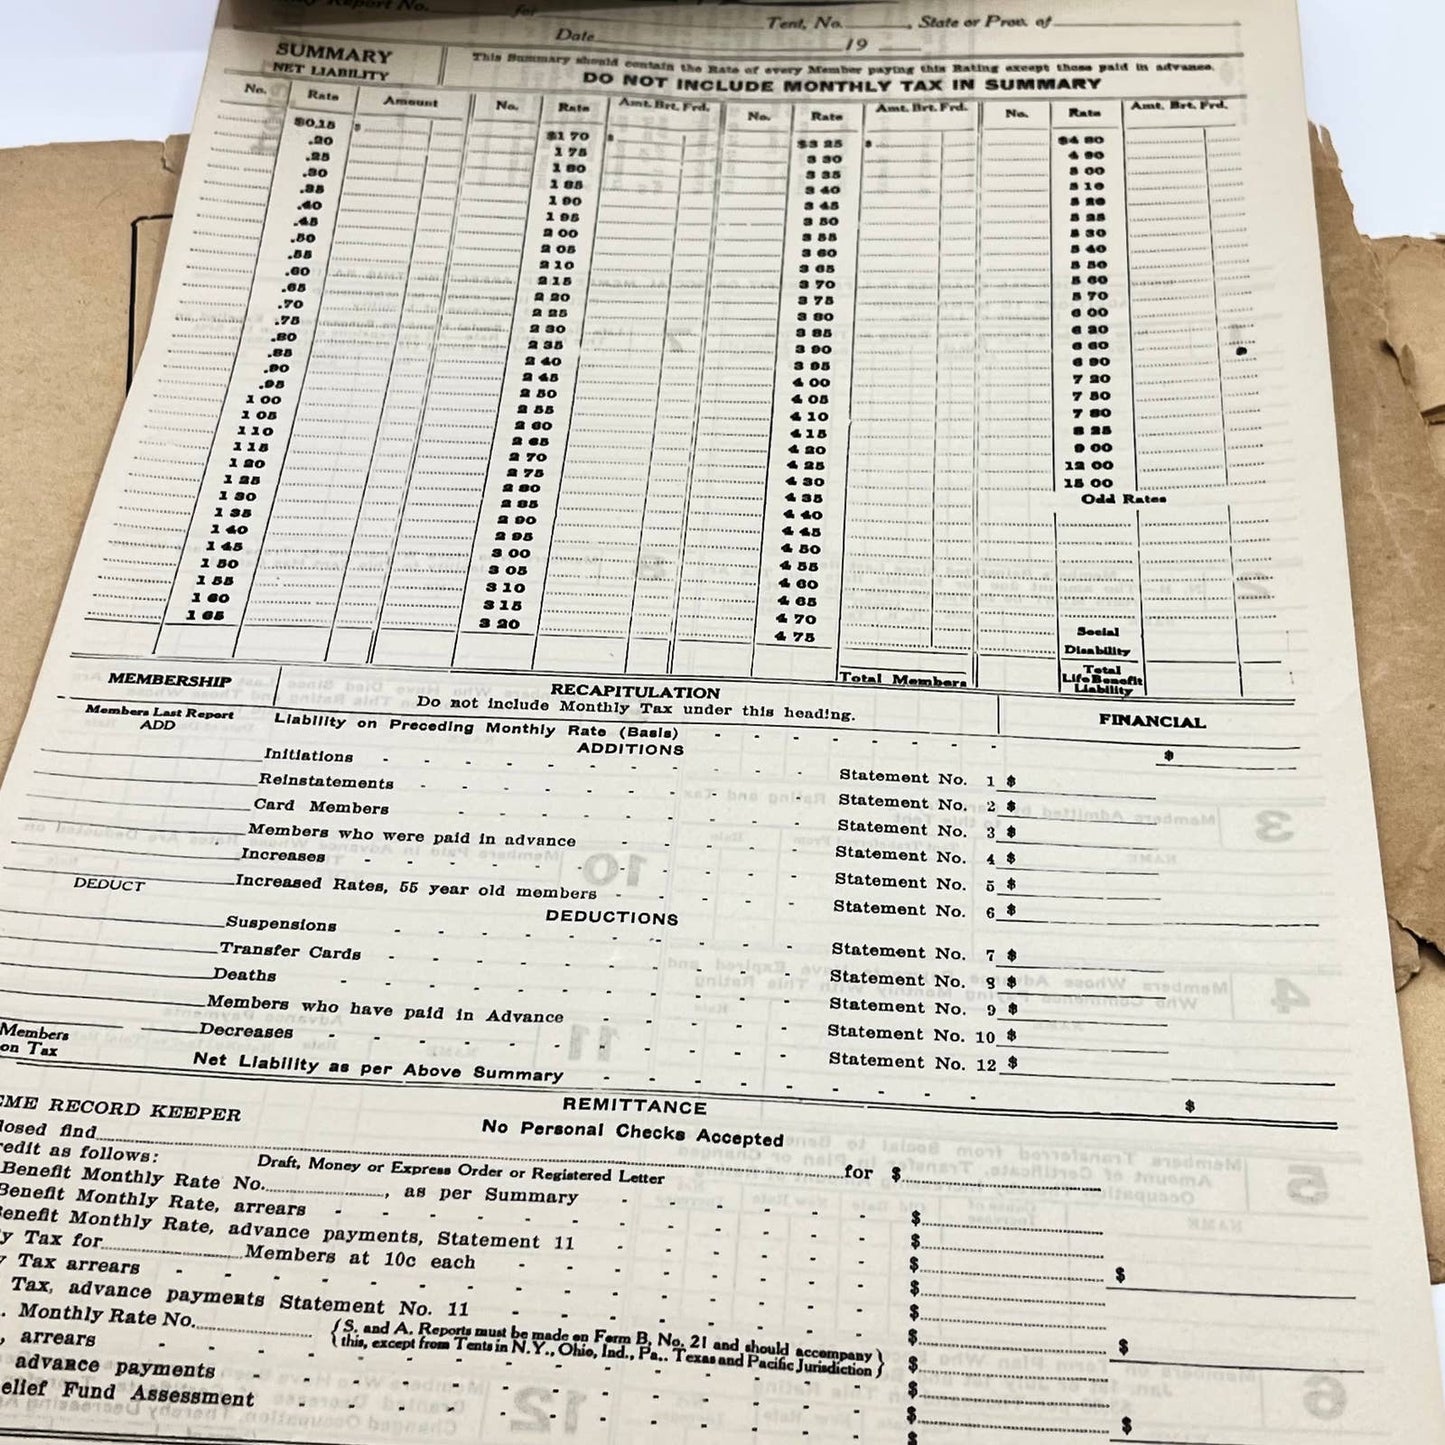 Report No. for Tent, No. , State or Prov. of
Date 19
SUMMARY
NET LIABILITY
This Summary should contain the Rate of every Member paying this Rating except those paid in advance.
DO NOT INCLUDE MONTHLY TAX IN SUMMARY
No. Rate Amount No. Rate Amt. Brt. Frd. No. Rate Amt. Brt. Frd. No. Rate Amt. Brt. Frd.
$0.15 $ $1 70 $ $3 25 $ $4 80
.20 1 75 3 30 4 90
.25 1 80 3 35 5 00
.30 1 85 3 40 5 10
.35 1 90 3 45 5 20
.40 1 95 3 50 5 25
.45 2 00 3 55 5 30
.50 2 05 3 60 5 40
.55 2 10 3 65 5 50
.60 2 15 3 70 5 60
.65 2 20 3 75 5 70
.70 2 25 3 80 6 00
.75 2 30 3 85 6 30
.80 2 35 3 90 6 60
.85 2 40 3 95 6 90
.90 2 45 4 00 7 20
.95 2 50 4 05 7 50
1 00 2 55 4 10 7 80
1 05 2 60 4 15 8 25
1 10 2 65 4 20 9 00
1 15 2 70 4 25 12 00
1 20 2 75 4 30 15 00
1 25 2 80 4 35 Odd Rates
1 30 2 85 4 40
1 35 2 90 4 45
1 40 2 95 4 50
1 45 3 00 4 55
1 50 3 05 4 60
1 55 3 10 4 65
1 60 3 15 4 70
1 65 3 20 4 75
Social
Disability
Total Members
Total
Life Benefit
Liability
MEMBERSHIP
RECAPITULATION
Do not include Monthly Tax under this heading.
FINANCIAL
Members Last Report
ADD
Liability on Preceding Monthly Rate (Basis) $
ADDITIONS
Initiations Statement No. 1 $
Reinstatements Statement No. 2 $
Card Members Statement No. 3 $
Members who were paid in advance Statement No. 4 $
Increases Statement No. 5 $
Increased Rates, 55 year old members Statement No. 6 $
DEDUCT
DEDUCTIONS
Suspensions Statement No. 7 $
Transfer Cards Statement No. 8 $
Deaths Statement No. 9 $
Members who have paid in Advance Statement No. 10 $
Decreases Statement No. 12 $
Members
on Tax
Net Liability as per Above Summary $
REMITTANCE
RECORD KEEPER
No Personal Checks Accepted
find for $
as follows:
Draft, Money or Express Order or Registered Letter
Benefit Monthly Rate No. , as per Summary $
Benefit Monthly Rate, arrears $
Benefit Monthly Rate, advance payments, Statement 11 $ $
Tax for Members at 10c each $
Tax arrears $
Tax, advance payments Statement No. 11 $ $
Monthly Rate No. {S. and A. Reports must be made on Form B, No. 21 and should accompany
this, except from Tents in N.Y., Ohio, Ind., Pa., Texas and Pacific Jurisdiction} $
, arrears $
advance payments $ $
Fund Assessment $